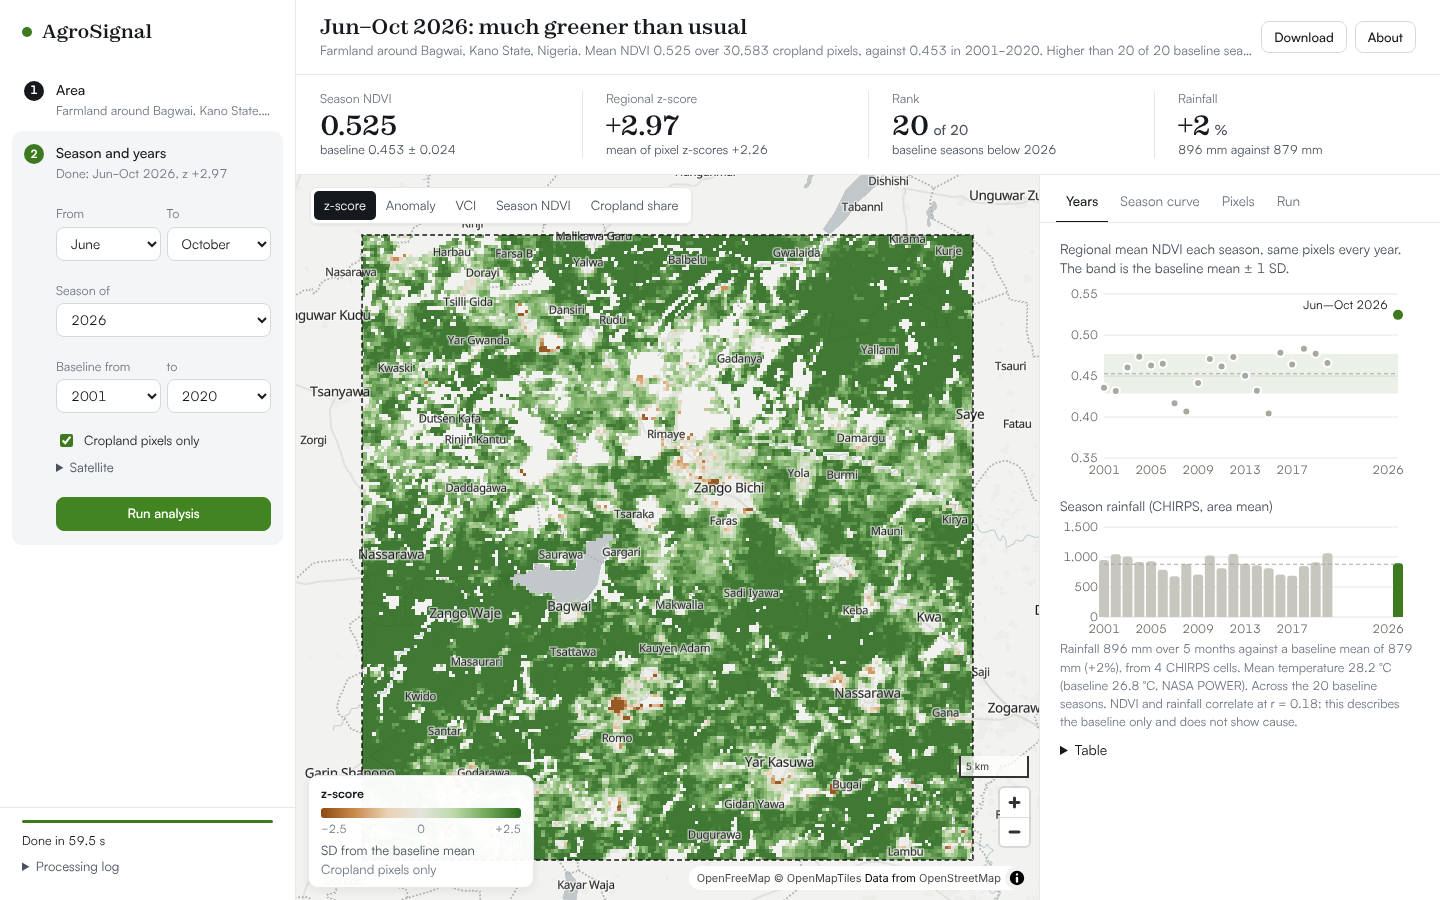 AgroSignal
1 Area
Farmland around Bagwai, Kano State,...
2 Season and years
Done: Jun–Oct 2026, z +2.97
From To
June October
Season of
2026
Baseline from to
2001 2020
Cropland pixels only
Satellite
Run analysis
Done in 59.5 s
Processing log
Jun–Oct 2026: much greener than usual
Farmland around Bagwai, Kano State, Nigeria. Mean NDVI 0.525 over 30,583 cropland pixels, against 0.453 in 2001–2020. Higher than 20 of 20 baseline sea...
Download About
Season NDVI
0.525
baseline 0.453 ± 0.024
Regional z-score
+2.97
mean of pixel z-scores +2.26
Rank
20 of 20
baseline seasons below 2026
Rainfall
+2 %
896 mm against 879 mm
z-score Anomaly VCI Season NDVI Cropland share
Dishishi
Unguwar Zu
Tabannl
Malikawa Garu
Kirama
Harbau
Farsa B
Yalwa
Balbelu
Gwalaida
Kurje
Nasarawa
Dorayi
Tsilli Gida
Dansiri
Rudu
nguwar Kudu
Yar Gwanda
Gadanya
Yallami
Kwaski
Tsauri
Tsanyawa
Dutsen Kafa
Saye
Fatau
Zorgi
Rinjin Kantu
Rimaye
Damargu
Yola
Burmi
Daddagawa
Zango Bichi
Tsaraka
Faras
Kirya
Mauni
Nassarawa
Saurawa
Gargari
Sadi Iyawa
Bagwai
Makwalla
Zango Waje
Keba
Kwa
Tsattawa
Kauyen Adam
Masaurari
Saji
Kwido
Nassarawa
Zogaraw
Gana
Santar
Romo
Yar Kasuwa
Garin Shanono
Godarawa
5 km
Bugai
Gidan Yawa
Dugurawa
Lambu
Kayar Waja
z-score
−2.5 0 +2.5
SD from the baseline mean
Cropland pixels only
+
−
OpenFreeMap © OpenMapTiles Data from OpenStreetMap
Years Season curve Pixels Run
Regional mean NDVI each season, same pixels every year.
The band is the baseline mean ± 1 SD.
0.55
Jun–Oct 2026
0.50
0.45
0.40
0.35
2001 2005 2009 2013 2017 2026
Season rainfall (CHIRPS, area mean)
1,500
1,000
500
0
2001 2005 2009 2013 2017 2026
Rainfall 896 mm over 5 months against a baseline mean of 879
mm (+2%), from 4 CHIRPS cells. Mean temperature 28.2 °C
(baseline 26.8 °C, NASA POWER). Across the 20 baseline
seasons, NDVI and rainfall correlate at r = 0.18; this describes
the baseline only and does not show cause.
Table